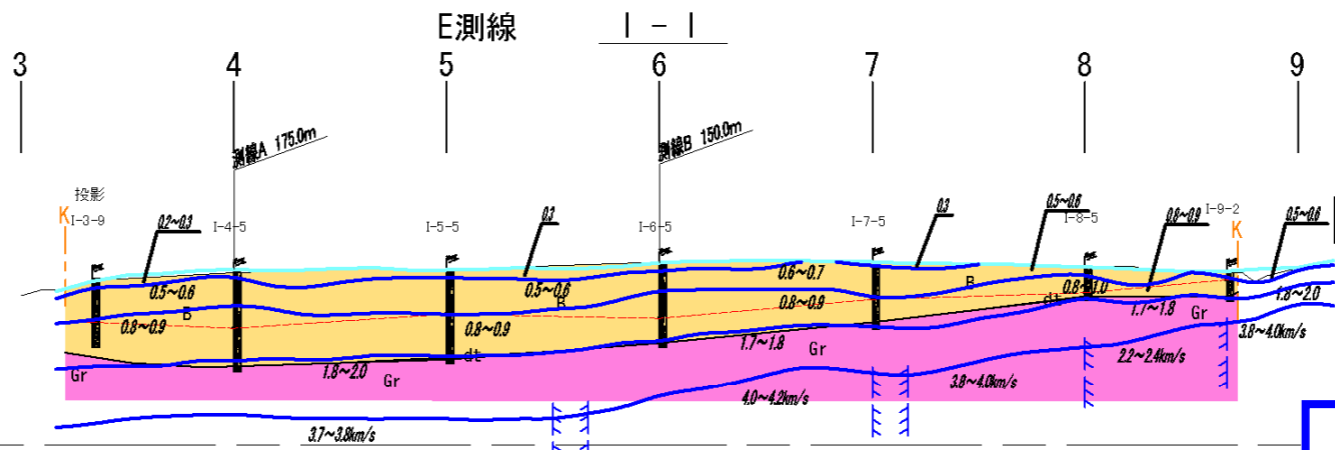 E測線 I - I
3 4 5 6 7 8 9
測線A 175.0m
測線B 150.0m
投影
K
I-3-9
0.2~0.3
I-4-5
I-5-5
0.3
I-6-5
I-7-5
0.3
0.5~0.6
I-8-5
0.8~0.9
I-9-2
K
0.5~0.6
0.5~0.6
0.5~0.6
0.6~0.7
B
B
B
0.8~0.9
0.8~0.9
0.8~0.9
0.8~1.0
1.8~2.0
dt
dt
1.7~1.8
1.7~1.8
Gr
Gr
Gr
Gr
1.8~2.0
2.2~2.4km/s
3.8~4.0km/s
3.8~4.0km/s
4.0~4.2km/s
3.7~3.8km/s